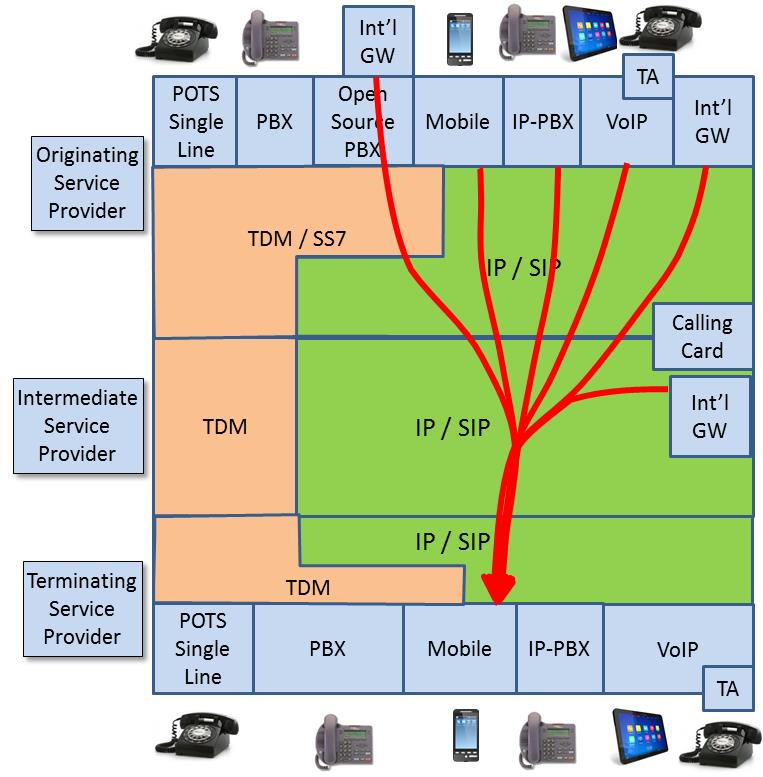 Int'l
GW
TA
POTS
Single
Line
PBX
Open
Source
PBX
Mobile
IP-PBX
VoIP
Int'l
GW
Originating
Service
Provider
TDM / SS7
IP / SIP
Calling
Card
Intermediate
Service
Provider
TDM
IP / SIP
Int'l
GW
IP / SIP
Terminating
Service
Provider
TDM
POTS
Single
Line
PBX
Mobile
IP-PBX
VoIP
TA